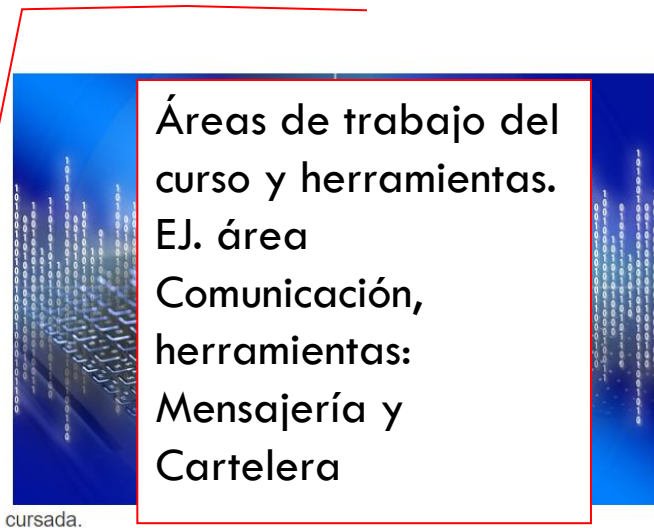 Áreas de trabajo del
curso y herramientas.
EJ. área
Comunicación,
herramientas:
Mensajería y
Cartelera
cursada.